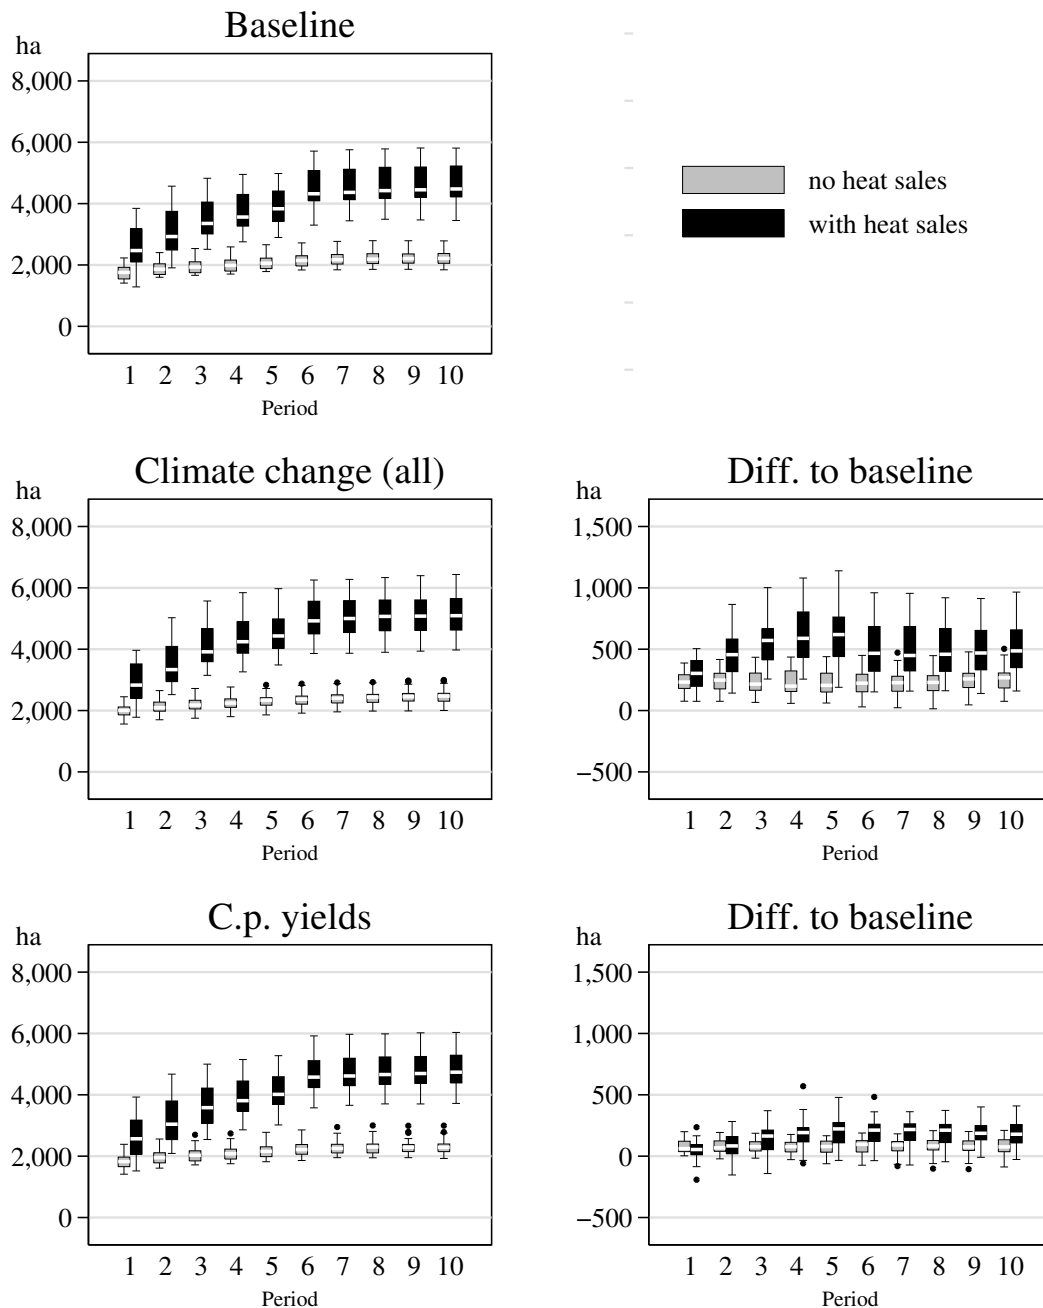 Baseline
ha
8,000
6,000
4,000
2,000
0
1 2 3 4 5 6 7 8 9 10
Period
no heat sales
with heat sales
Climate change (all)
ha
8,000
6,000
4,000
2,000
0
1 2 3 4 5 6 7 8 9 10
Period
Diff. to baseline
ha
1,500
1,000
500
0
−500
1 2 3 4 5 6 7 8 9 10
Period
C.p. yields
ha
8,000
6,000
4,000
2,000
0
1 2 3 4 5 6 7 8 9 10
Period
Diff. to baseline
ha
1,500
1,000
500
0
−500
1 2 3 4 5 6 7 8 9 10
Period